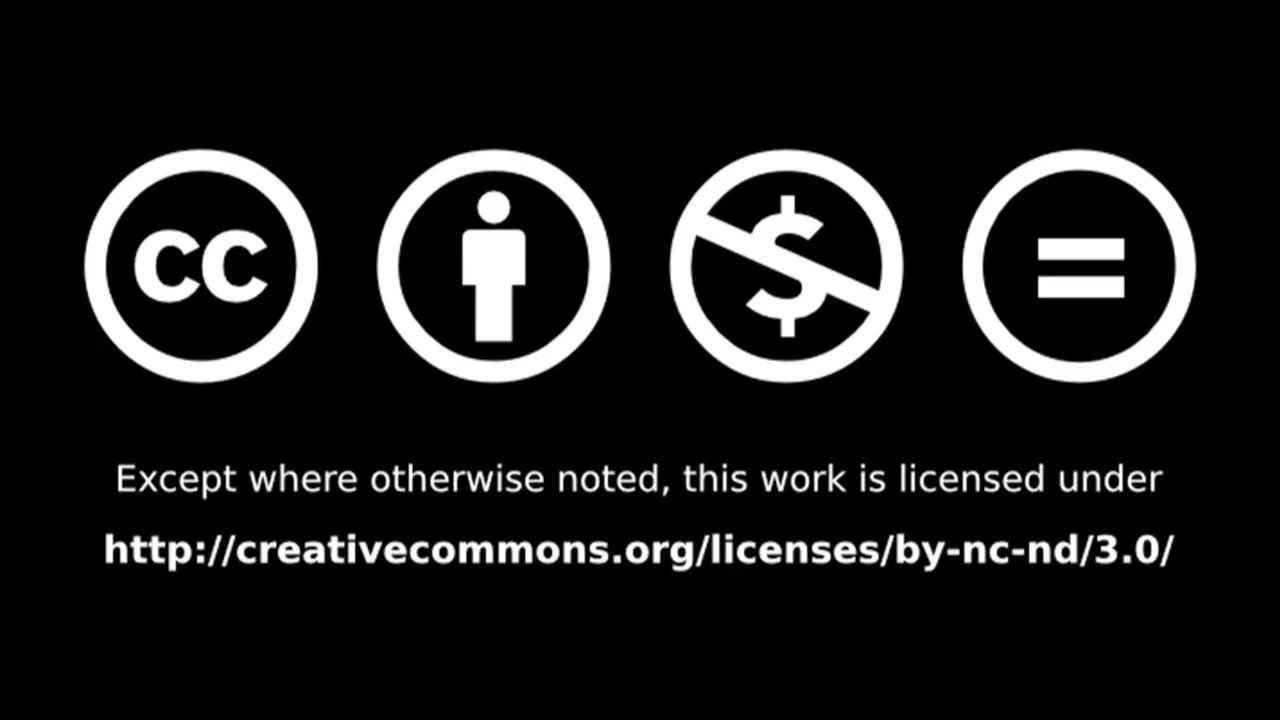 cc
$
=
Except where otherwise noted, this work is licensed under
http://creativecommons.org/licenses/by-nc-nd/3.0/